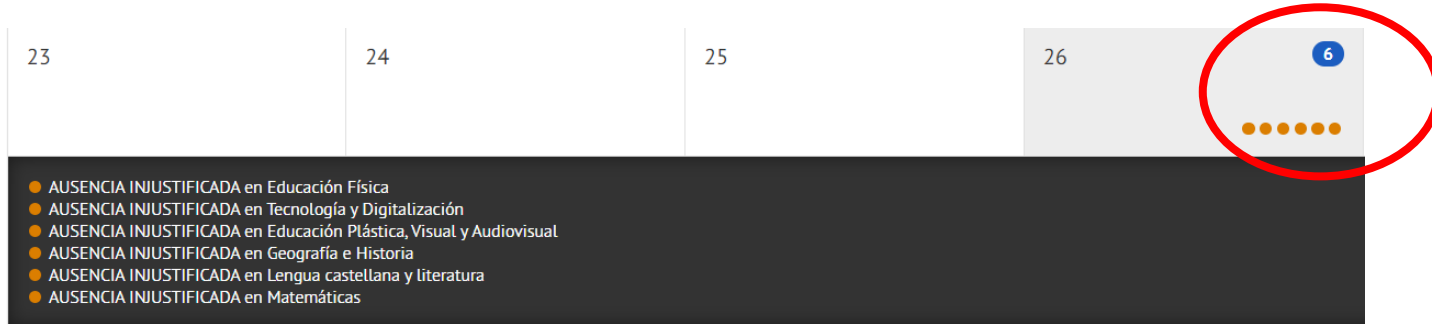 23 24 25 26 6
AUSENCIA INJUSTIFICADA en Educación Física
AUSENCIA INJUSTIFICADA en Tecnología y Digitalización
AUSENCIA INJUSTIFICADA en Educación Plástica, Visual y Audiovisual
AUSENCIA INJUSTIFICADA en Geografía e Historia
AUSENCIA INJUSTIFICADA en Lengua castellana y literatura
AUSENCIA INJUSTIFICADA en Matemáticas